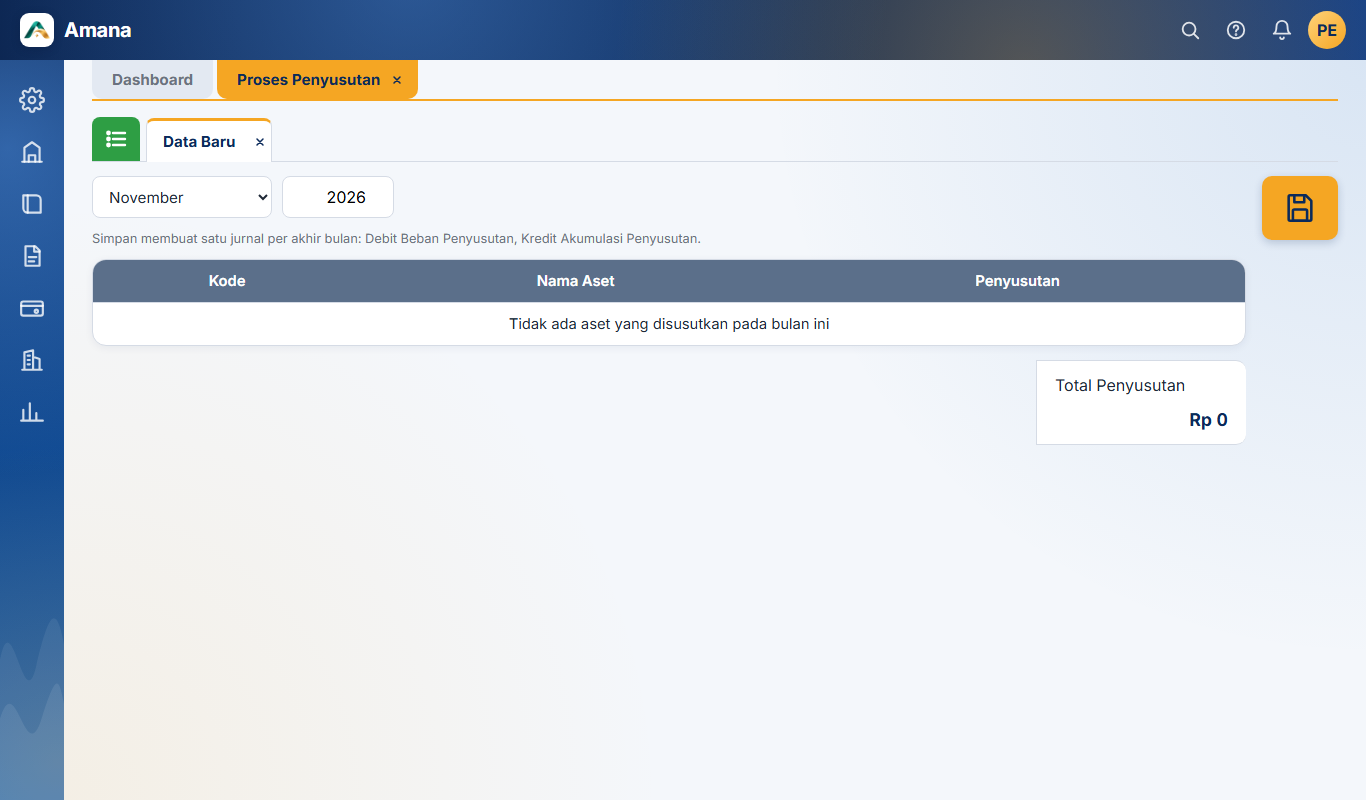 Amana
PE
Dashboard
Proses Penyusutan ×
Data Baru ×
November
2026
Simpan membuat satu jurnal per akhir bulan: Debit Beban Penyusutan, Kredit Akumulasi Penyusutan.
Kode Nama Aset Penyusutan
Tidak ada aset yang disusutkan pada bulan ini
Total Penyusutan
Rp 0